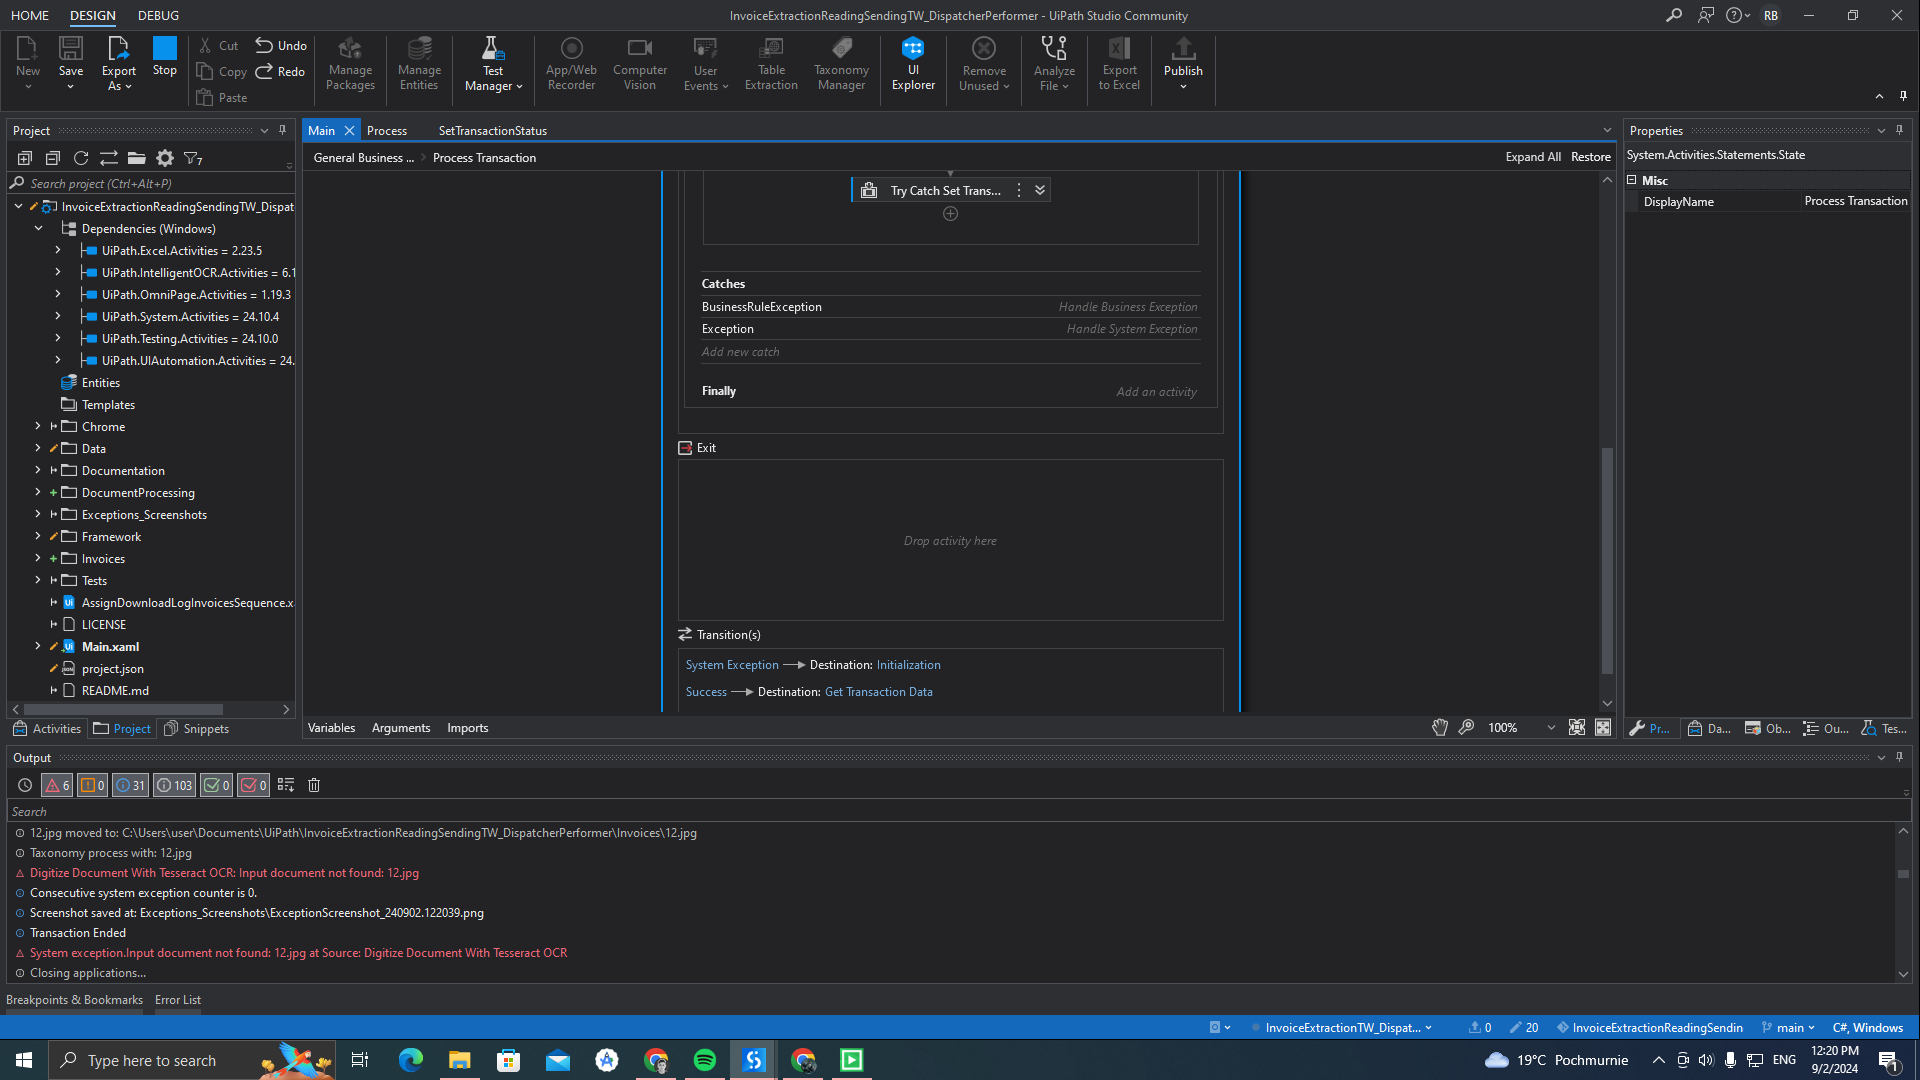 HOME DESIGN DEBUG
InvoiceExtractionReadingSendingTW_DispatcherPerformer - UiPath Studio Community
RB
New
Save
Export As
Stop
Cut
Copy
Paste
Undo
Redo
Manage Packages
Manage Entities
Test Manager
App/Web Recorder
Computer Vision
User Events
Table Extraction
Taxonomy Manager
UI Explorer
Remove Unused
Analyze File
Export to Excel
Publish
Project
7
Search project (Ctrl+Alt+P)
InvoiceExtractionReadingSendingTW_Dispat
Dependencies (Windows)
UiPath.Excel.Activities = 2.23.5
UiPath.IntelligentOCR.Activities = 6.1
UiPath.OmniPage.Activities = 1.19.3
UiPath.System.Activities = 24.10.4
UiPath.Testing.Activities = 24.10.0
UiPath.UIAutomation.Activities = 24.
Entities
Templates
Chrome
Data
Documentation
DocumentProcessing
Exceptions_Screenshots
Framework
Invoices
Tests
AssignDownloadLogInvoicesSequence.x
LICENSE
Main.xaml
project.json
README.md
Activities Project Snippets
Main Process SetTransactionStatus
General Business ... Process Transaction
Expand All Restore
Try Catch Set Trans...
Catches
BusinessRuleException Handle Business Exception
Exception Handle System Exception
Add new catch
Finally Add an activity
Exit
Drop activity here
Transition(s)
System Exception Destination: Initialization
Success Destination: Get Transaction Data
Variables Arguments Imports
100%
Properties
System.Activities.Statements.State
Misc
DisplayName Process Transaction
Pr... Da... Ob... Ou... Tes...
Output
6 0 31 103 0 0
Search
12.jpg moved to: C:\Users\user\Documents\UiPath\InvoiceExtractionReadingSendingTW_DispatcherPerformer\Invoices\12.jpg
Taxonomy process with: 12.jpg
Digitize Document With Tesseract OCR: Input document not found: 12.jpg
Consecutive system exception counter is 0.
Screenshot saved at: Exceptions_Screenshots\ExceptionScreenshot_240902.122039.png
Transaction Ended
System exception.Input document not found: 12.jpg at Source: Digitize Document With Tesseract OCR
Closing applications...
Breakpoints & Bookmarks Error List
InvoiceExtractionTW_Dispat... 0 20 InvoiceExtractionReadingSendin main C#, Windows
Type here to search
19°C Pochmurnie
ENG
12:20 PM
9/2/2024
1